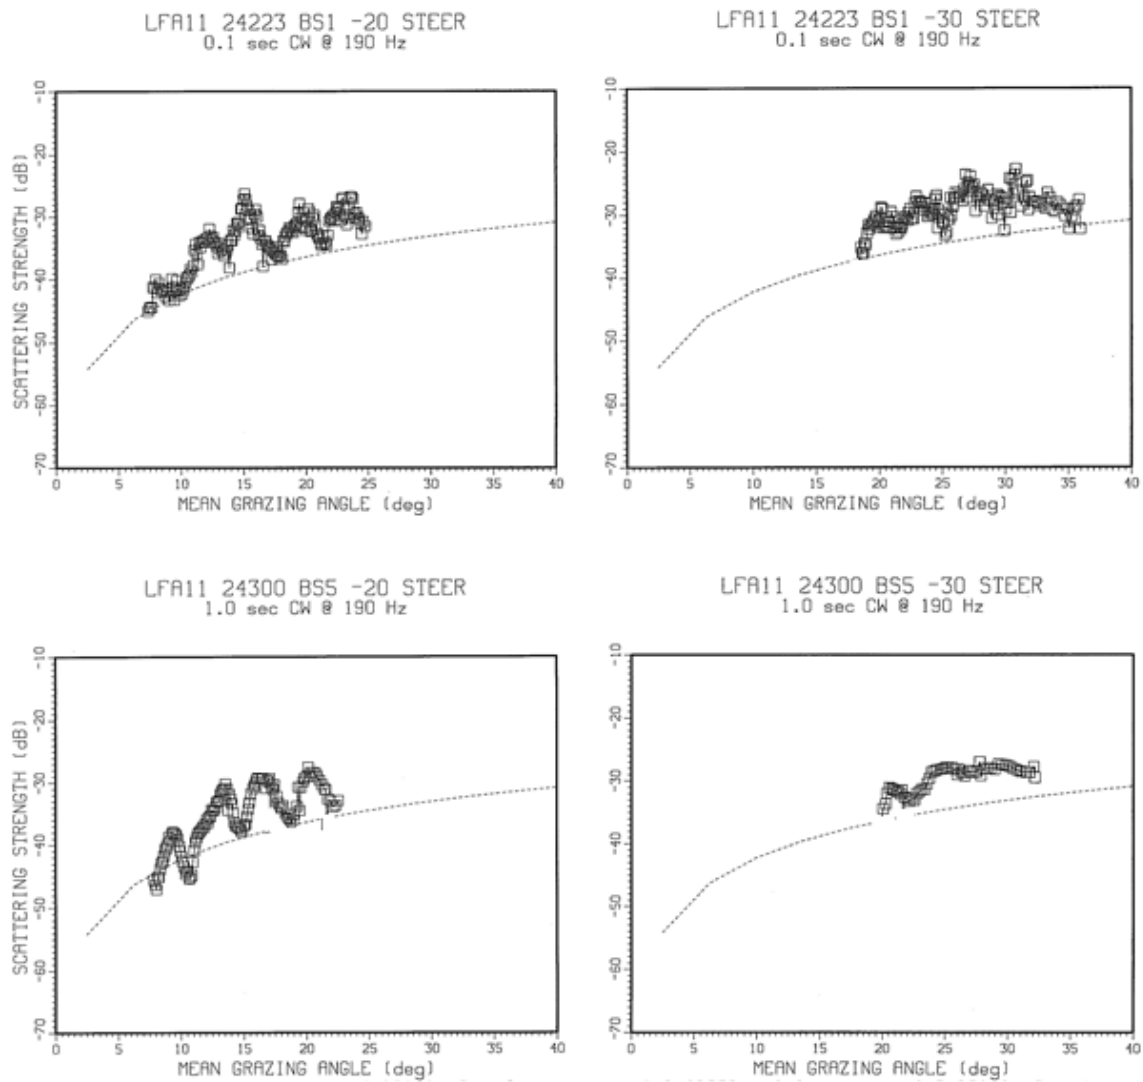 LFA11 24223 BS1 -20 STEER
0.1 sec CW @ 190 Hz
SCATTERING STRENGTH (dB)
-10
-20
-30
-40
-50
-60
-70
0 5 10 15 20 25 30 35 40
MEAN GRAZING ANGLE (deg)
LFA11 24223 BS1 -30 STEER
0.1 sec CW @ 190 Hz
-10
-20
-30
-40
-50
-60
-70
0 5 10 15 20 25 30 35 40
MEAN GRAZING ANGLE (deg)
LFA11 24300 BS5 -20 STEER
1.0 sec CW @ 190 Hz
SCATTERING STRENGTH (dB)
-10
-20
-30
-40
-50
-60
-70
0 5 10 15 20 25 30 35 40
MEAN GRAZING ANGLE (deg)
LFA11 24300 BS5 -30 STEER
1.0 sec CW @ 190 Hz
-10
-20
-30
-40
-50
-60
-70
0 5 10 15 20 25 30 35 40
MEAN GRAZING ANGLE (deg)